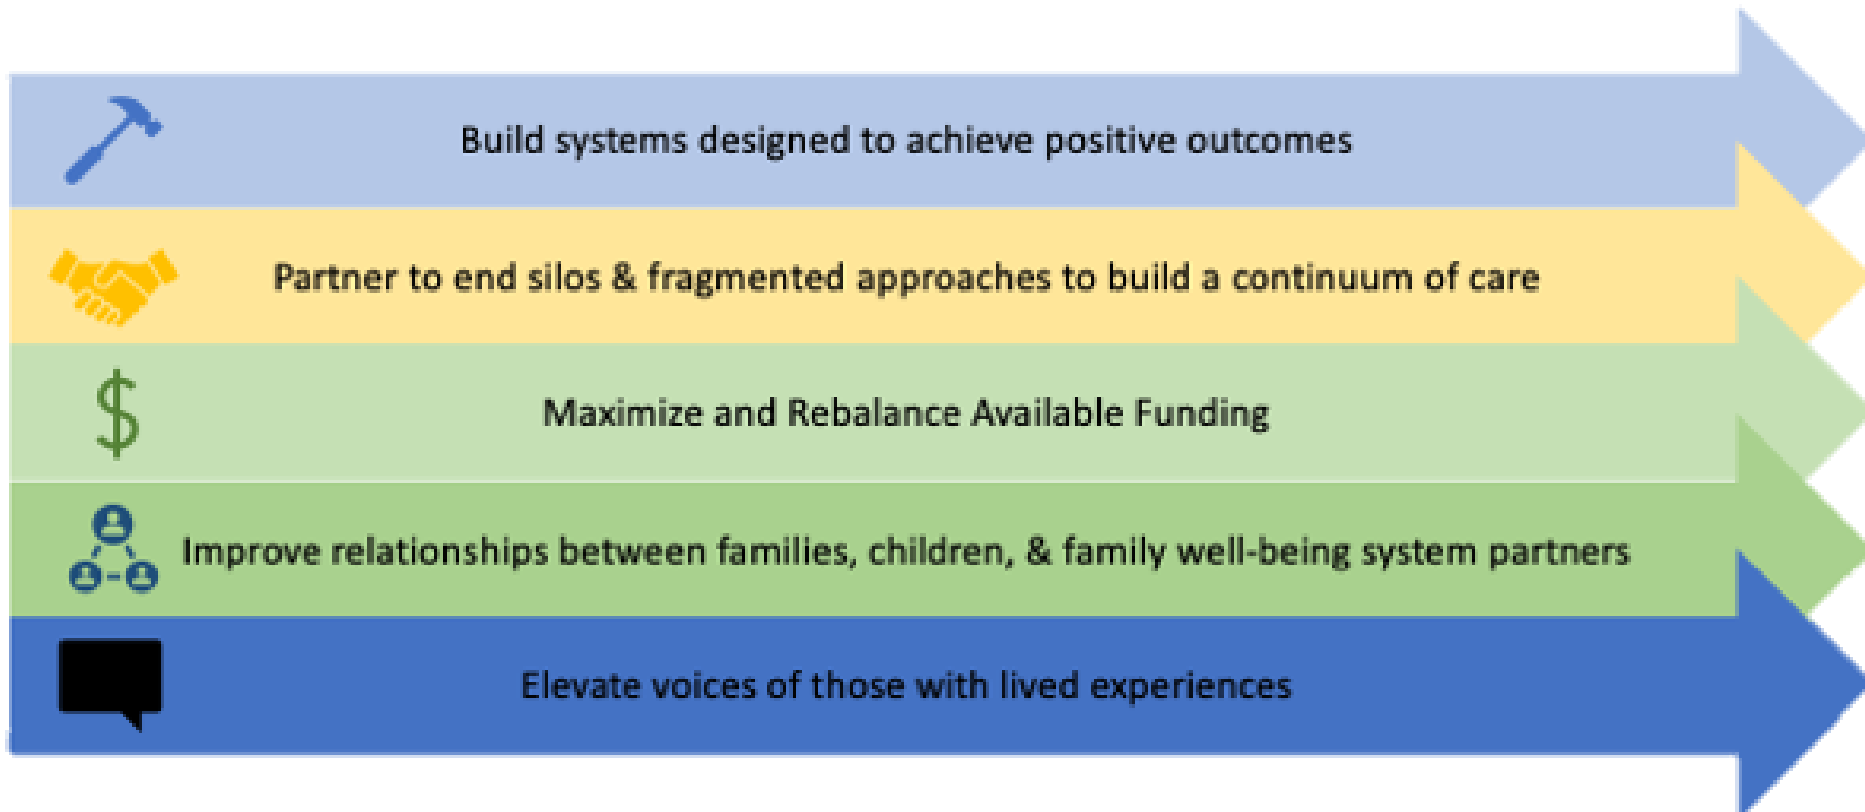 Build systems designed to achieve positive outcomes
Partner to end silos & fragmented approaches to build a continuum of care
$
Maximize and Rebalance Available Funding
Improve relationships between families, children, & family well-being system partners
Elevate voices of those with lived experiences